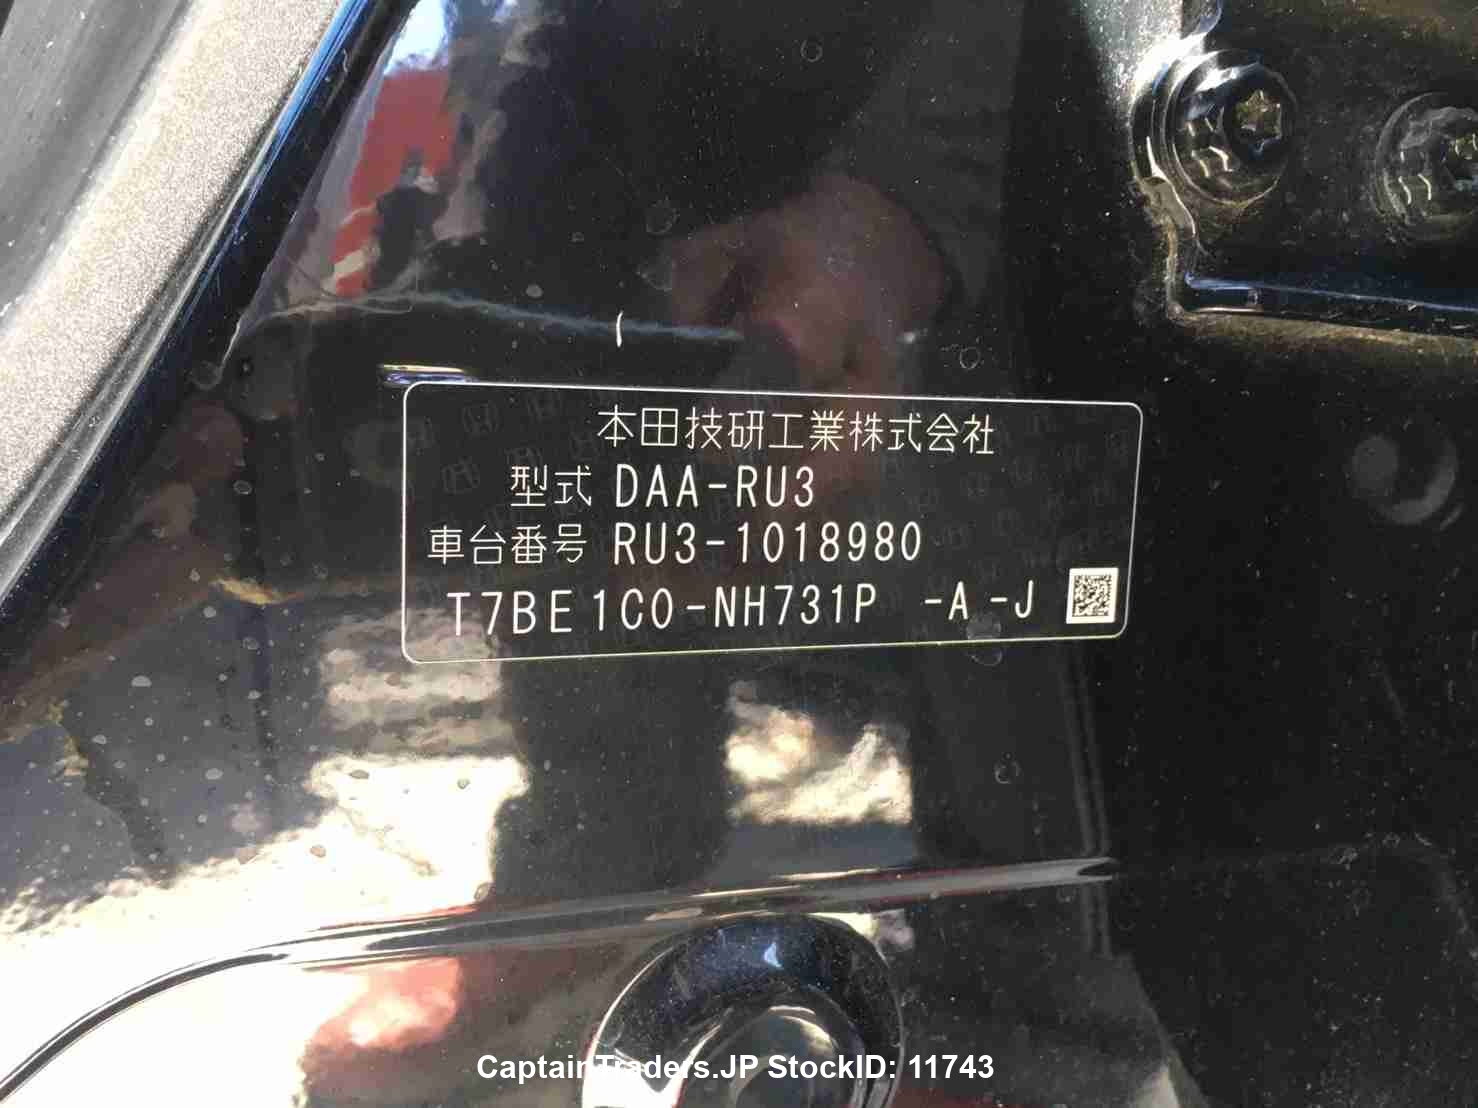 本田技研工業株式会社
型式 DAA-RU3
車台番号 RU3-1018980
T7BE1C0-NH731P -A -J
CaptainTraders.JP StockID: 11743